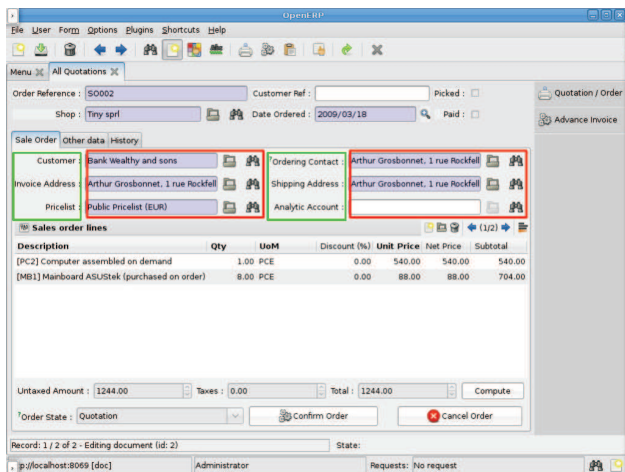 OpenERP
File User Form Options Plugins Shortcuts Help
Menu All Quotations
Order Reference : SO002 Customer Ref : Picked : Quotation / Order
Shop : Tiny sprl Date Ordered : 2009/03/18 Paid : Advance Invoice
Sale Order Other data History
Customer : Bank Wealthy and sons ?Ordering Contact : Arthur Grosbonnet, 1 rue Rockfell
Invoice Address : Arthur Grosbonnet, 1 rue Rockfell Shipping Address : Arthur Grosbonnet, 1 rue Rockfell
Pricelist : Public Pricelist (EUR) Analytic Account :
Sales order lines (1/2)
Description Qty UoM Discount (%) Unit Price Net Price Subtotal
[PC2] Computer assembled on demand 1.00 PCE 0.00 540.00 540.00 540.00
[MB1] Mainboard ASUStek (purchased on order) 8.00 PCE 0.00 88.00 88.00 704.00
Untaxed Amount : 1244.00 Taxes : 0.00 Total : 1244.00 Compute
?Order State : Quotation Confirm Order Cancel Order
Record: 1 / 2 of 2 - Editing document (id: 2) State:
p://localhost:8069 [doc] Administrator Requests: No request